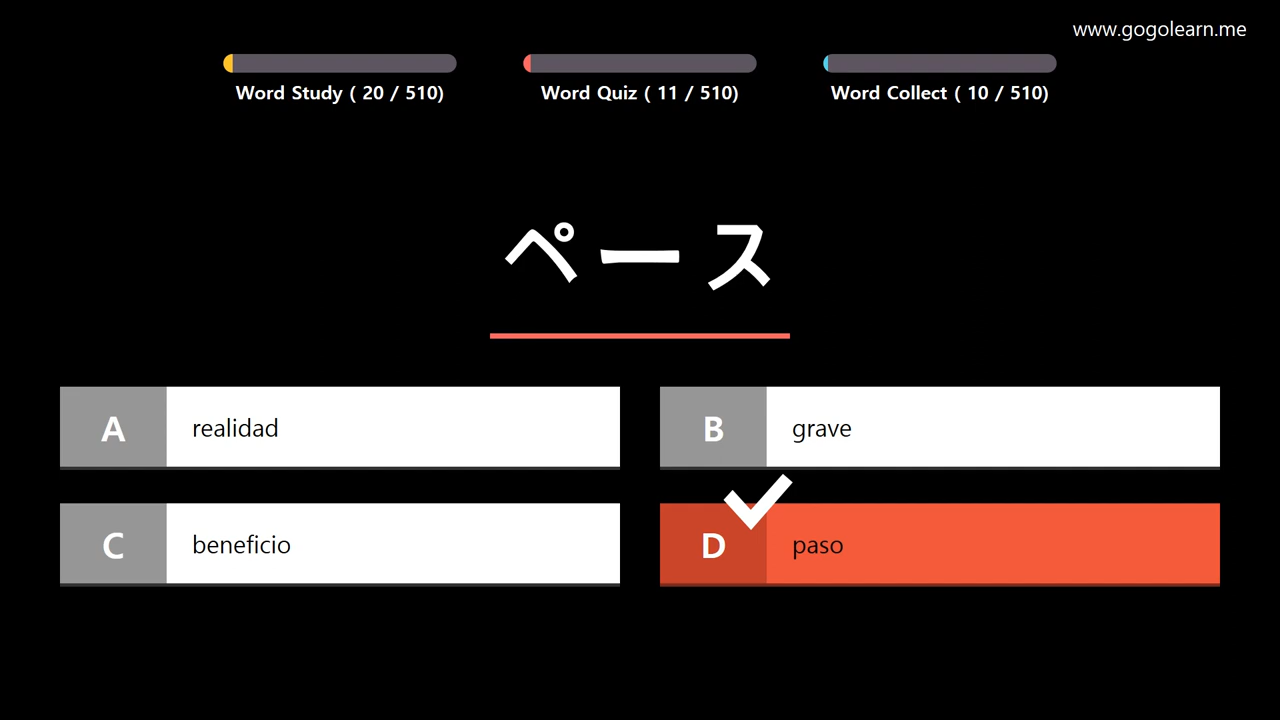 www.gogolearn.me
Word Study ( 20 / 510)
Word Quiz ( 11 / 510)
Word Collect ( 10 / 510)
ペース
A realidad
B grave
C beneficio
D paso